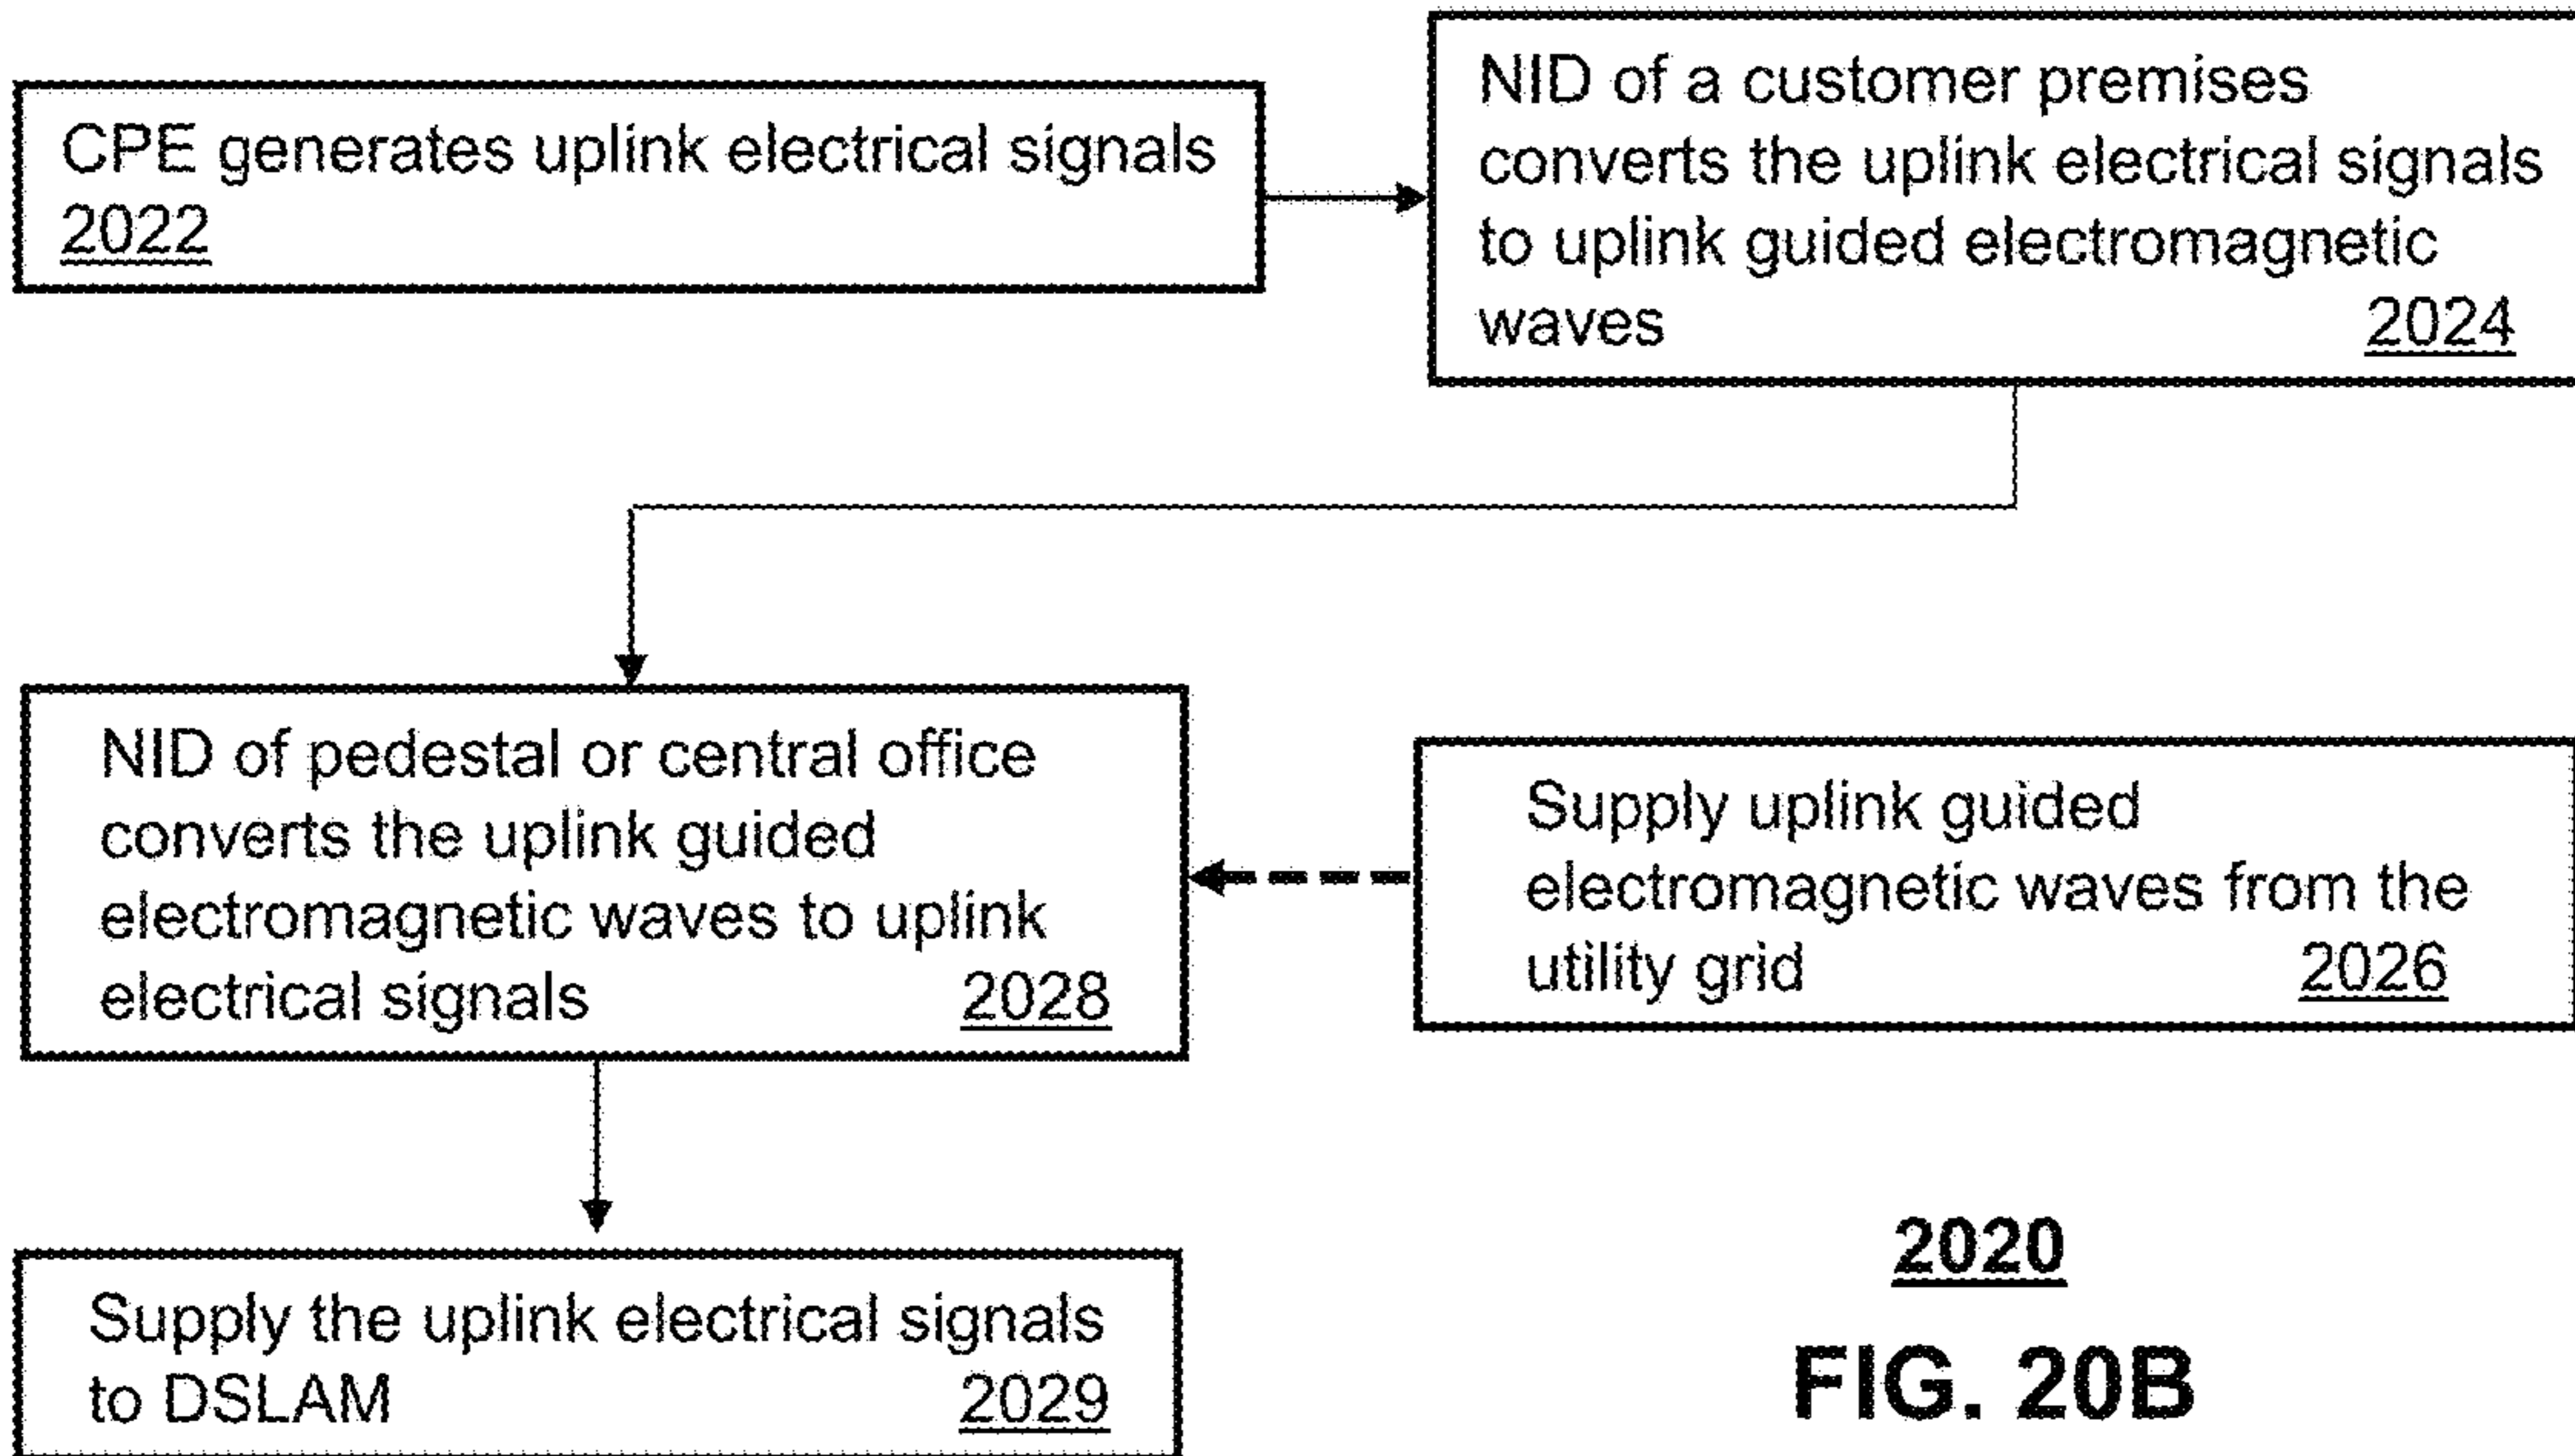 CPE generates uplink electrical signals
2022
NID of a customer premises
converts the uplink electrical signals
to uplink guided electromagnetic
waves 2024
NID of pedestal or central office
converts the uplink guided
electromagnetic waves to uplink
electrical signals 2028
Supply uplink guided
electromagnetic waves from the
utility grid 2026
Supply the uplink electrical signals
to DSLAM 2029
2020
FIG. 20B